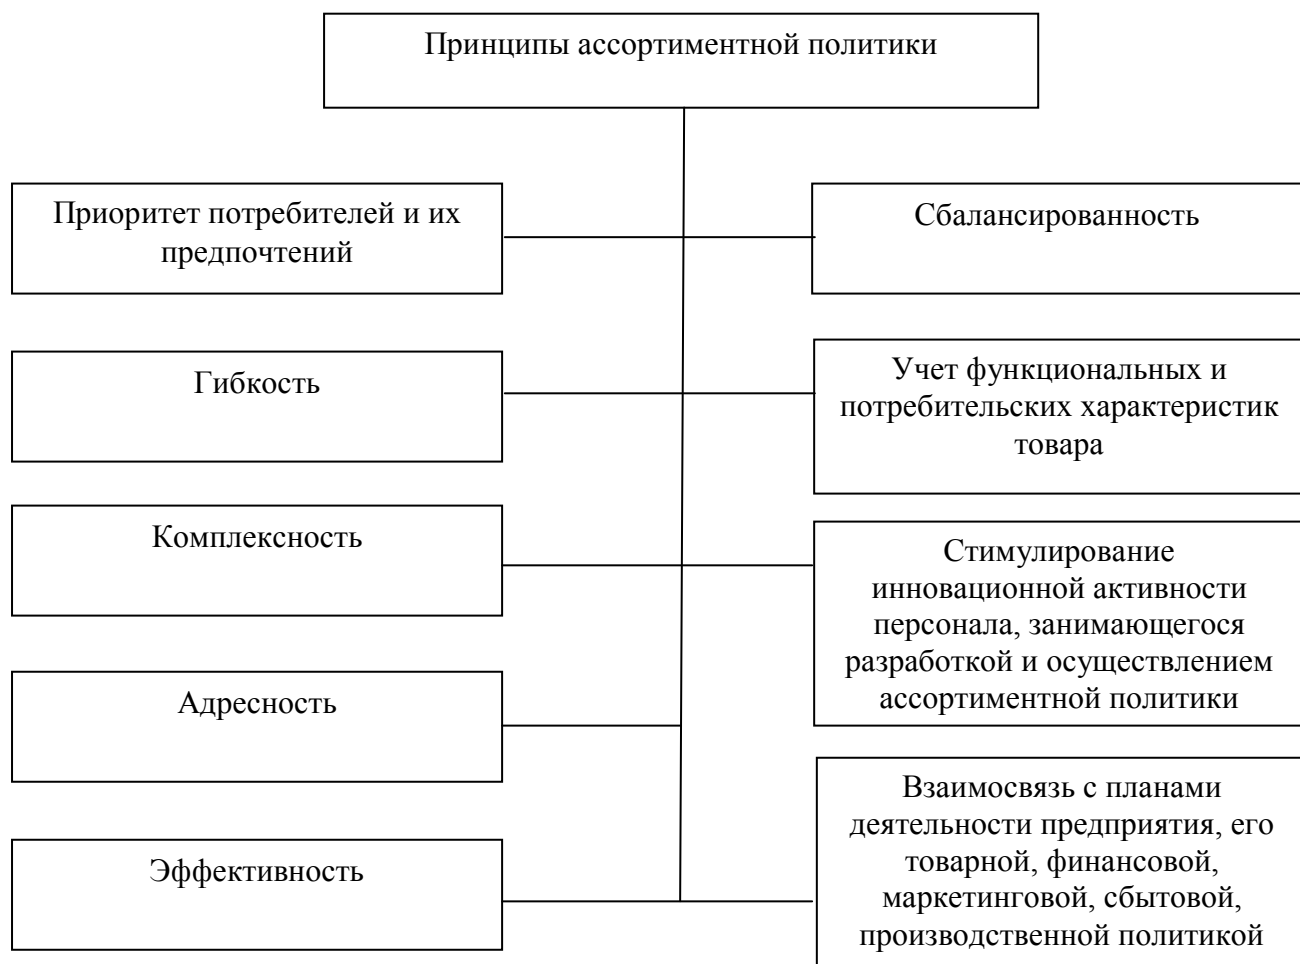 Принципы ассортиментной политики
Приоритет потребителей и их
предпочтений
Сбалансированность
Гибкость
Учет функциональных и
потребительских характеристик
товара
Комплексность
Стимулирование
инновационной активности
персонала, занимающегося
разработкой и осуществлением
ассортиментной политики
Адресность
Взаимосвязь с планами
деятельности предприятия, его
товарной, финансовой,
маркетинговой, сбытовой,
производственной политикой
Эффективность